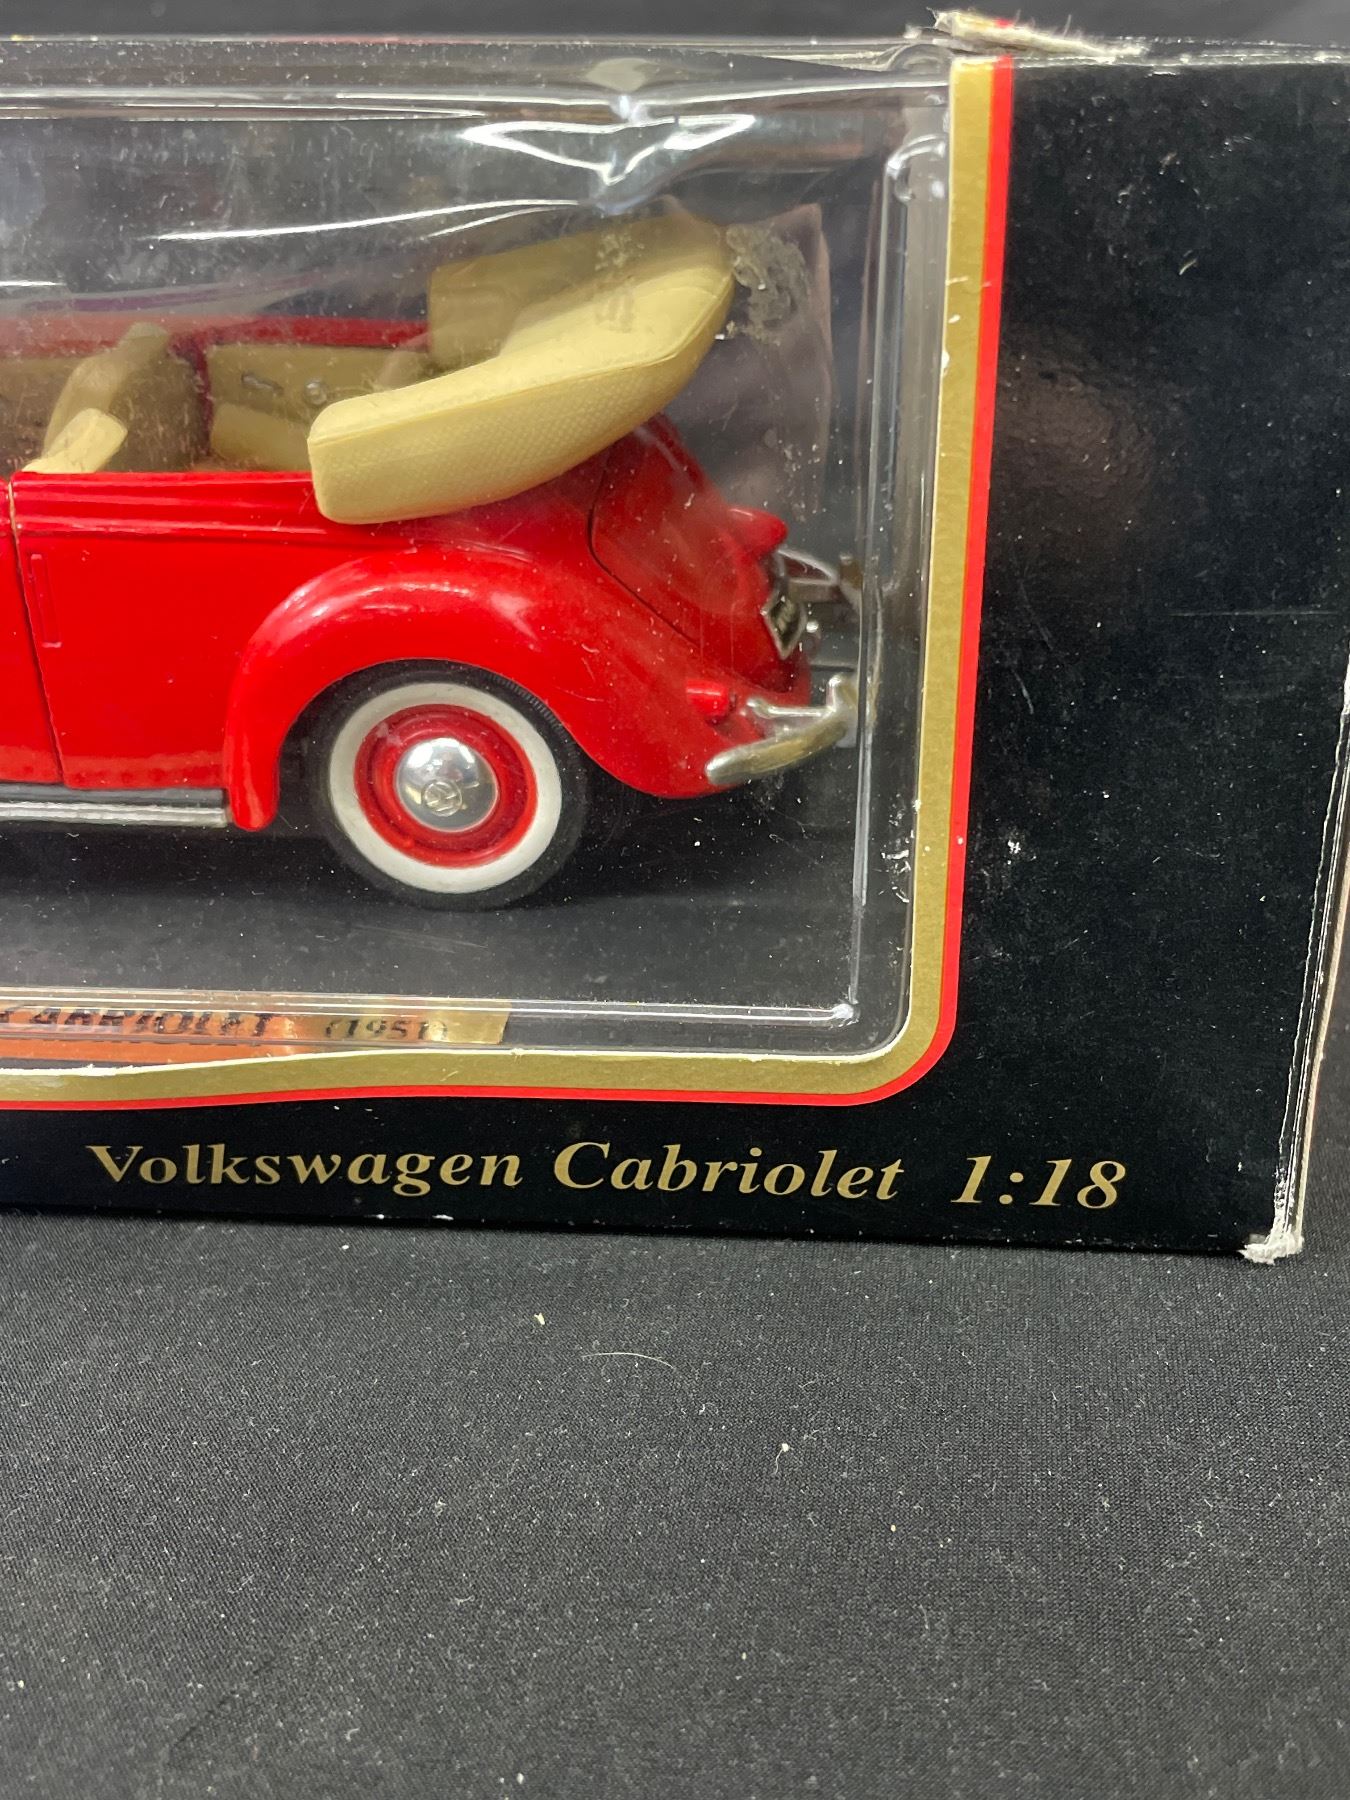 CABRIOLET (1951)
Volkswagen Cabriolet 1:18